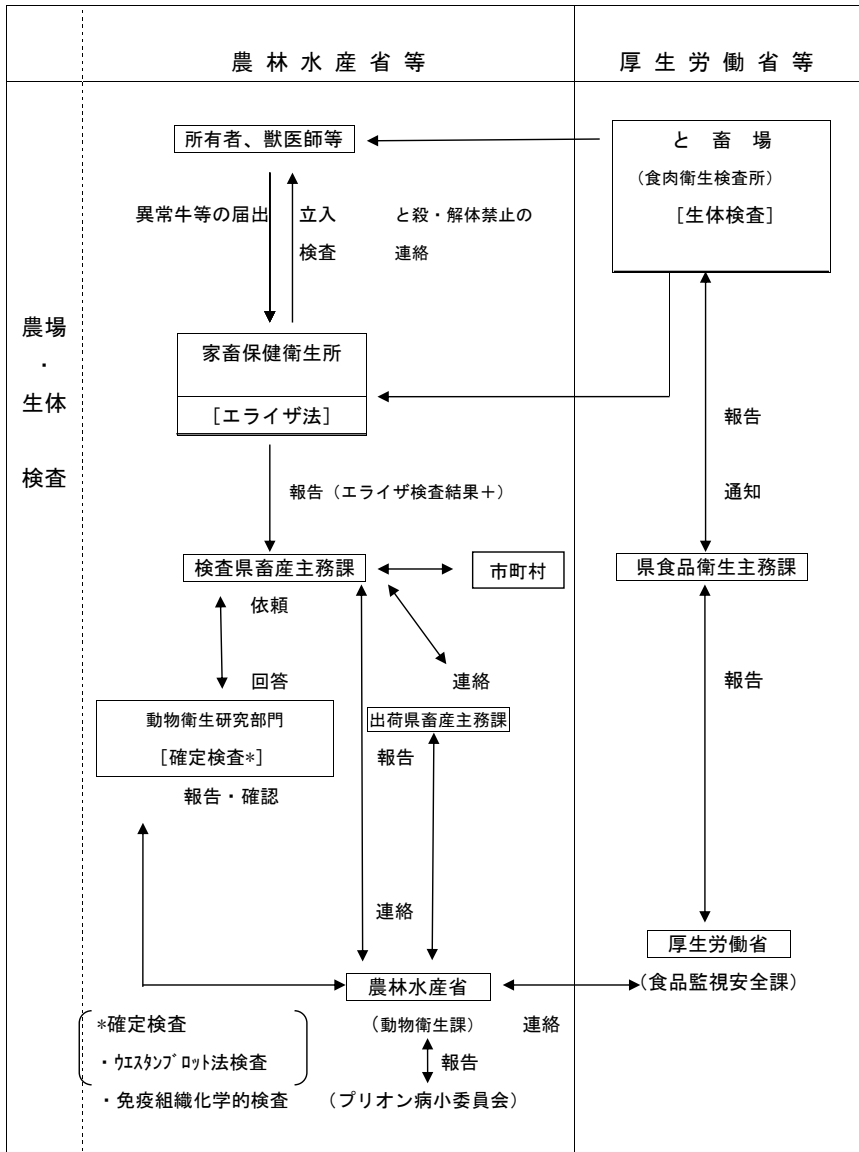 農林水産省等
厚生労働省等
農場
・
生体
検査
所有者、獣医師等
と畜場
(食肉衛生検査所)
[生体検査]
異常牛等の届出
立入
検査
と殺・解体禁止の
連絡
家畜保健衛生所
[エライザ法]
報告
通知
報告（エライザ検査結果＋）
検査県畜産主務課
市町村
県食品衛生主務課
依頼
回答
連絡
報告
動物衛生研究部門
[確定検査*]
出荷県畜産主務課
報告
報告・確認
連絡
農林水産省
(動物衛生課)
連絡
厚生労働省
(食品監視安全課)
*確定検査
・ウエスタンブロット法検査
・免疫組織化学的検査
報告
(プリオン病小委員会)